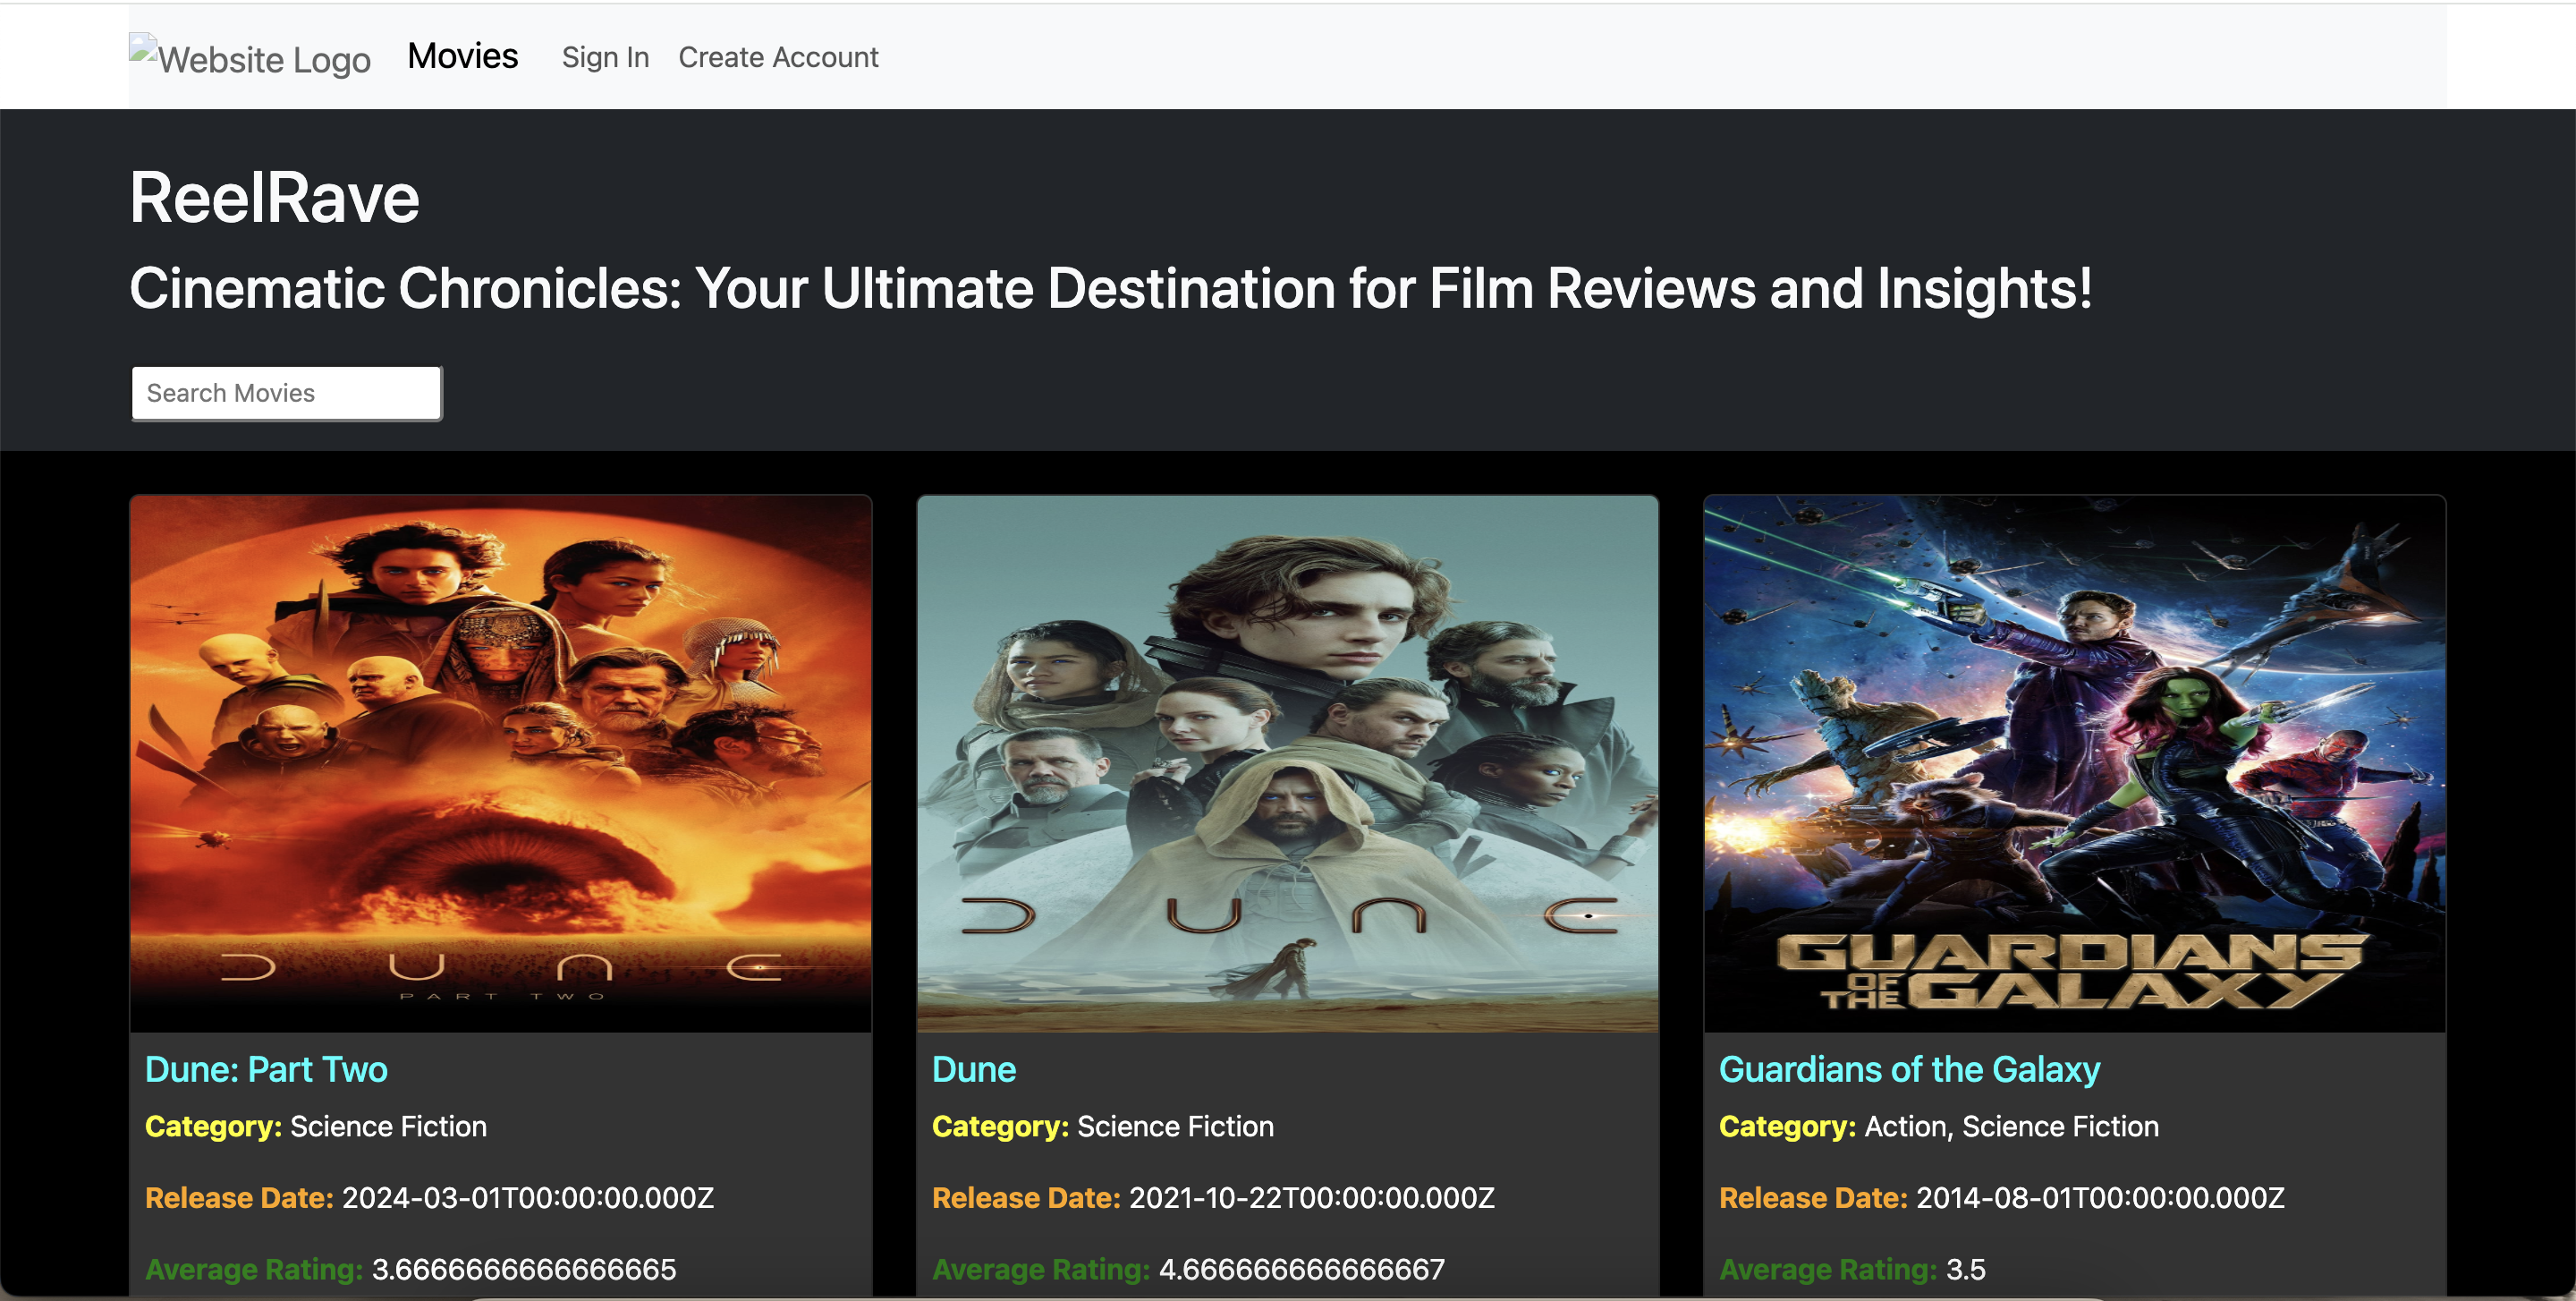 Website Logo Movies Sign In Create Account
ReelRave
Cinematic Chronicles: Your Ultimate Destination for Film Reviews and Insights!
Search Movies
DUNE
PART TWO
DUNE
GUARDIANS
OF THE GALAXY
Dune: Part Two
Category: Science Fiction
Release Date: 2024-03-01T00:00:00.000Z
Average Rating: 3.6666666666666665
Dune
Category: Science Fiction
Release Date: 2021-10-22T00:00:00.000Z
Average Rating: 4.666666666666667
Guardians of the Galaxy
Category: Action, Science Fiction
Release Date: 2014-08-01T00:00:00.000Z
Average Rating: 3.5